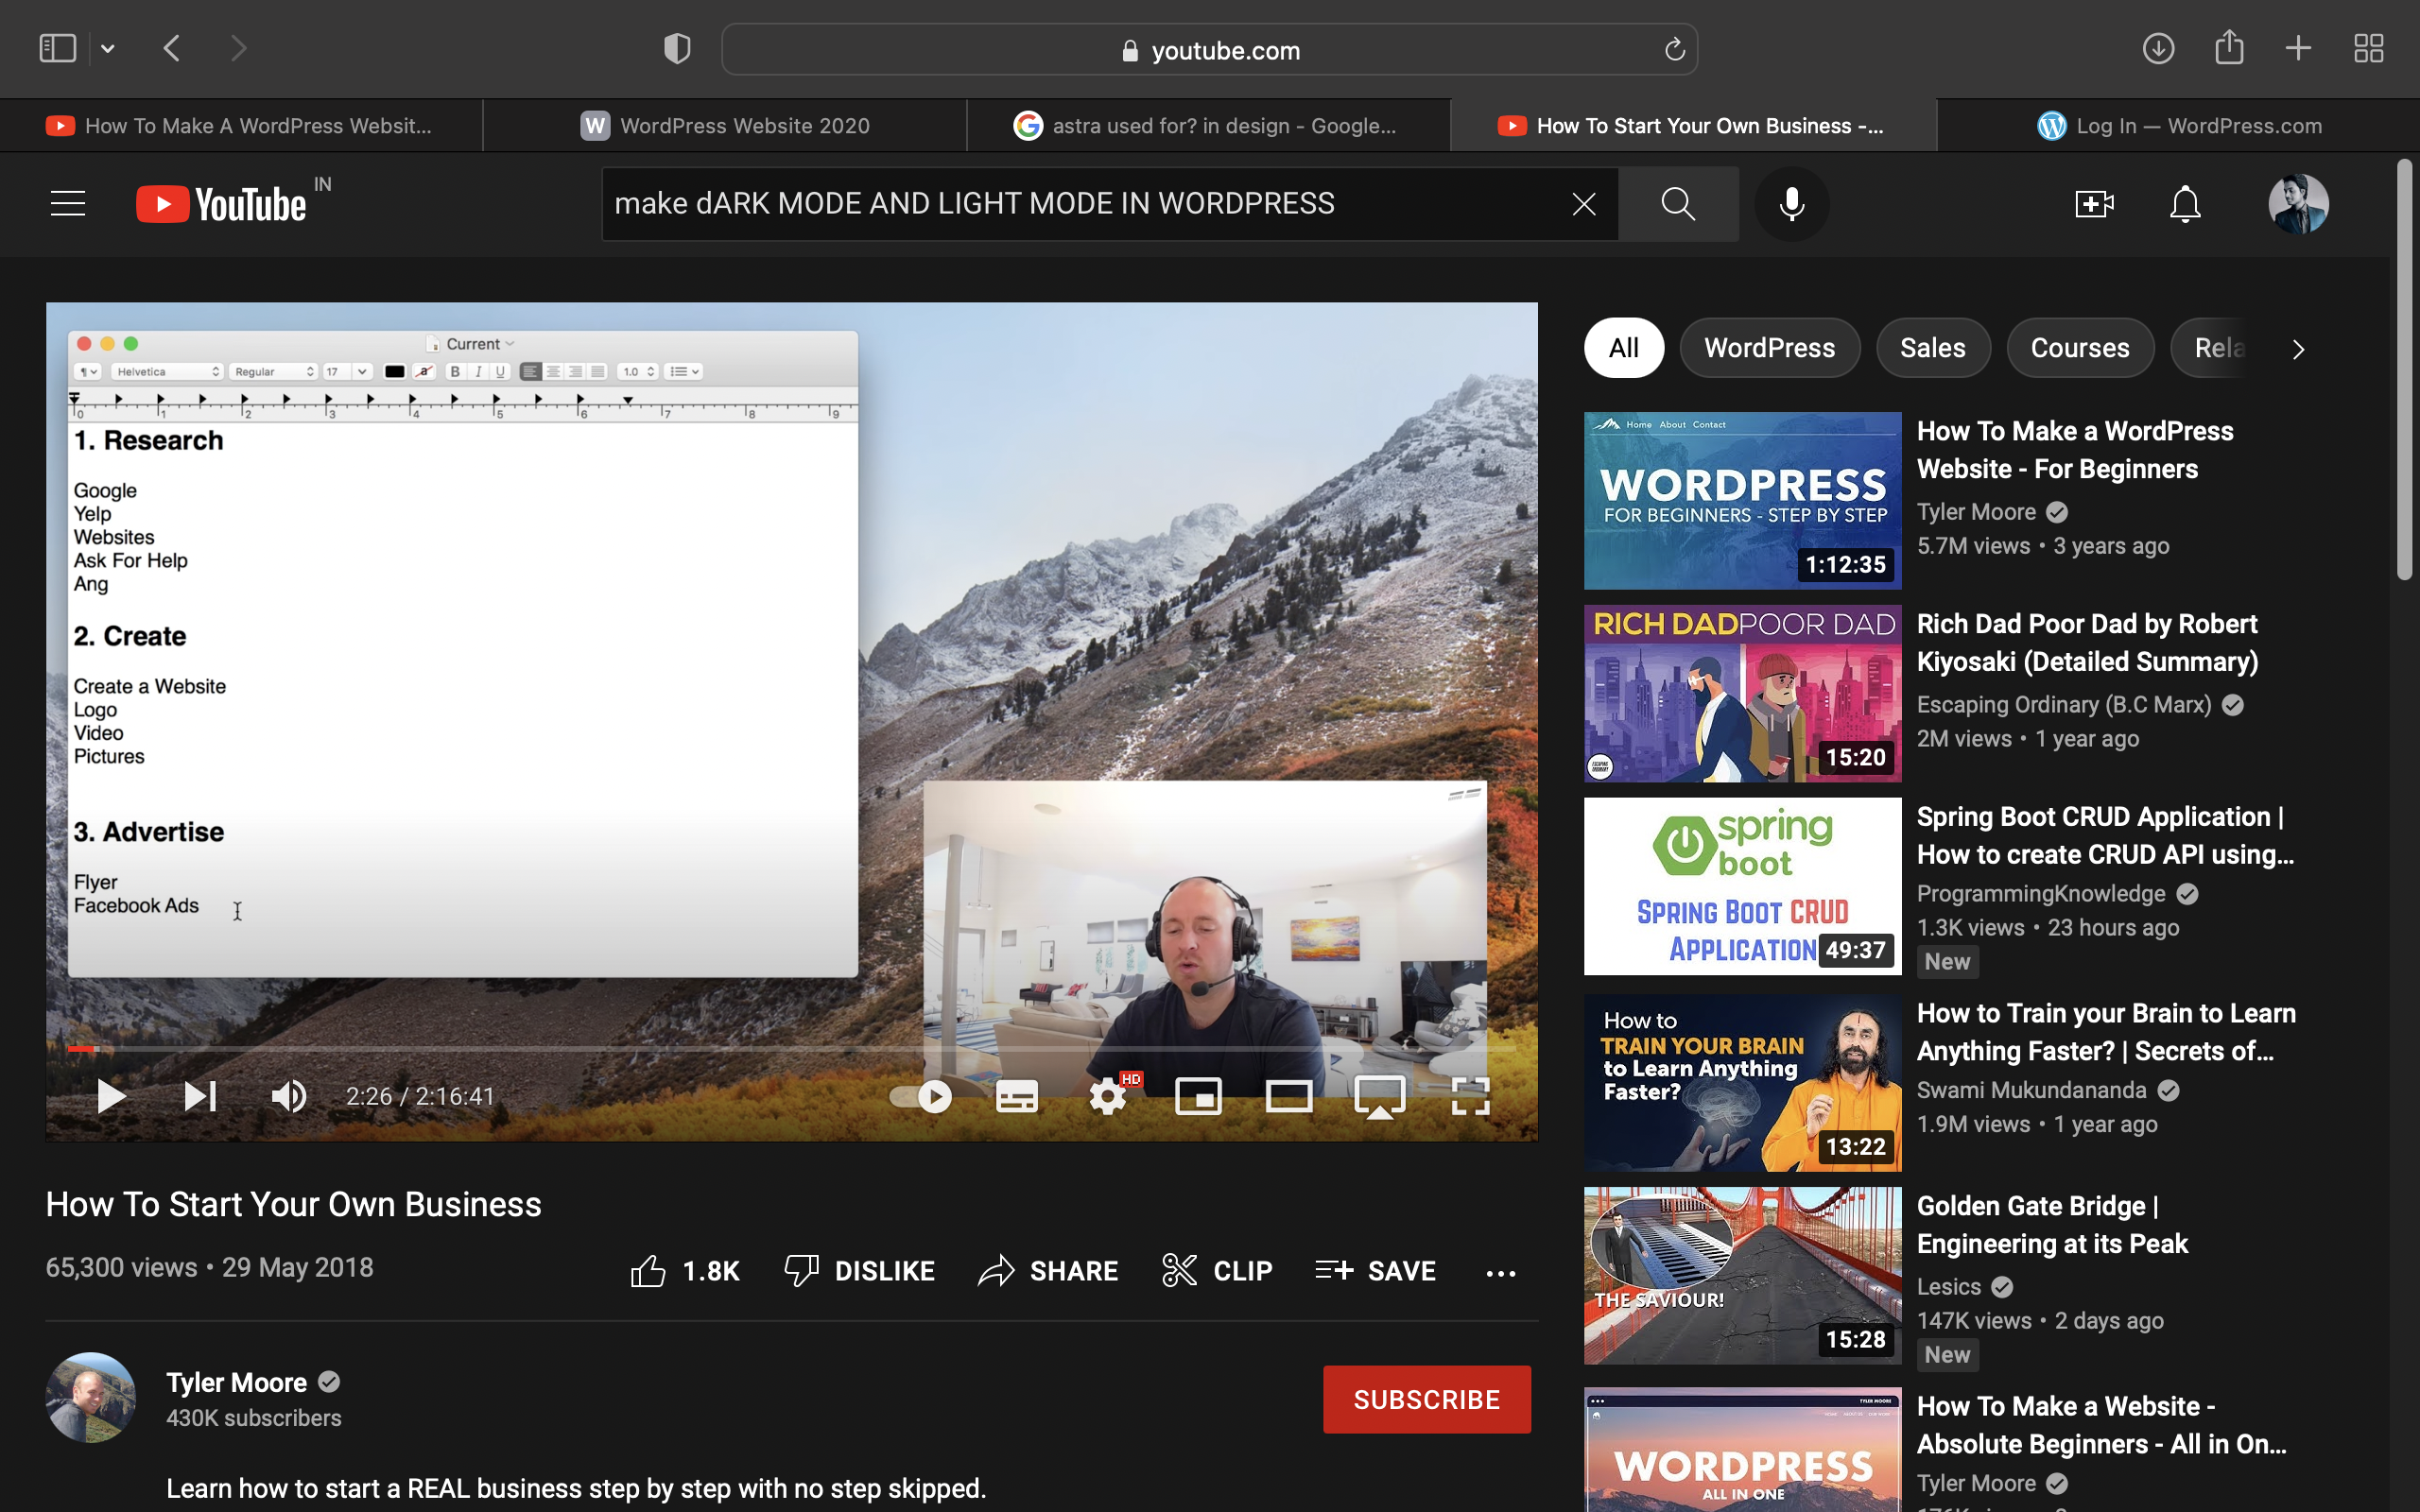 youtube.com
How To Make A WordPress Websit...
W WordPress Website 2020
astra used for? in design - Google...
How To Start Your Own Business -...
Log In — WordPress.com
YouTube IN
make dARK MODE AND LIGHT MODE IN WORDPRESS
Current
Helvetica Regular 17 a B I U 1.0
0 1 2 3 4 5 6 7 8 9
1. Research
Google
Yelp
Websites
Ask For Help
Ang
2. Create
Create a Website
Logo
Video
Pictures
3. Advertise
Flyer
Facebook Ads
2:26 / 2:16:41
HD
How To Start Your Own Business
65,300 views • 29 May 2018
1.8K DISLIKE SHARE CLIP SAVE
Tyler Moore
430K subscribers
SUBSCRIBE
Learn how to start a REAL business step by step with no step skipped.
All WordPress Sales Courses Rela
Home About Contact
WORDPRESS
FOR BEGINNERS - STEP BY STEP
1:12:35
How To Make a WordPress
Website - For Beginners
Tyler Moore
5.7M views • 3 years ago
RICH DADPOOR DAD
15:20
Rich Dad Poor Dad by Robert
Kiyosaki (Detailed Summary)
Escaping Ordinary (B.C Marx)
2M views • 1 year ago
spring
boot
SPRING BOOT CRUD
APPLICATION
49:37
Spring Boot CRUD Application |
How to create CRUD API using...
ProgrammingKnowledge
1.3K views • 23 hours ago
New
How to
TRAIN YOUR BRAIN
to Learn Anything
Faster?
13:22
How to Train your Brain to Learn
Anything Faster? | Secrets of...
Swami Mukundananda
1.9M views • 1 year ago
THE SAVIOUR!
15:28
Golden Gate Bridge |
Engineering at its Peak
Lesics
147K views • 2 days ago
New
TYLER MOORE
WORDPRESS
ALL IN ONE
How To Make a Website -
Absolute Beginners - All in On...
Tyler Moore